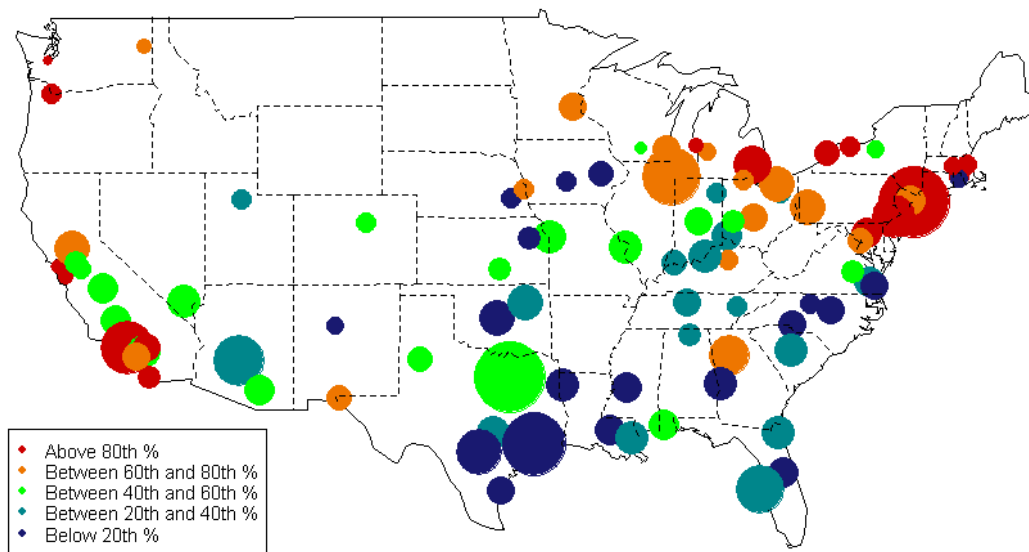 Above 80th %
Between 60th and 80th %
Between 40th and 60th %
Between 20th and 40th %
Below 20th %